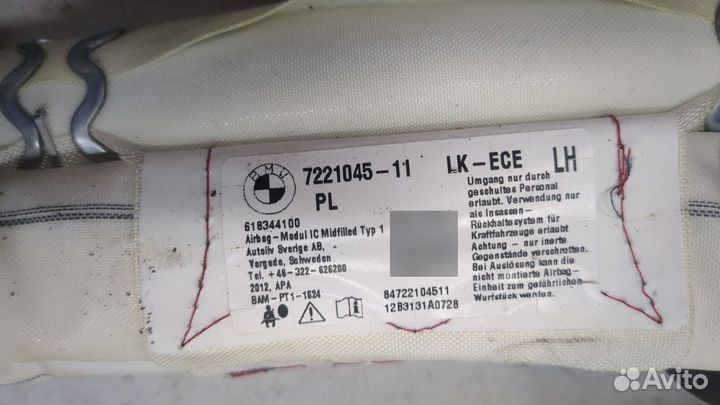 BMW
7221045-11 LK-ECE LH
PL
618344100
Airbag-Modul IC Midfilled Typ 1
Autoliv Sverige AB,
Vargada, Schweden
Tel. +46-322-626200
2012, APA
BAM-PT1-1624
Umgang nur durch
geschultes Personal
erlaubt. Verwendung nur
als Insassen-
Rückhaltesystem für
Kraftfahrzeuge erlaubt
Achtung - nur inerte
Gegenstände verschrotten.
Bei Auslösung kann die
nicht montierte Airbag-
Einheit zum gefährlichen
Wurfstück werden.
84722104511
12B3131A0728
Avito